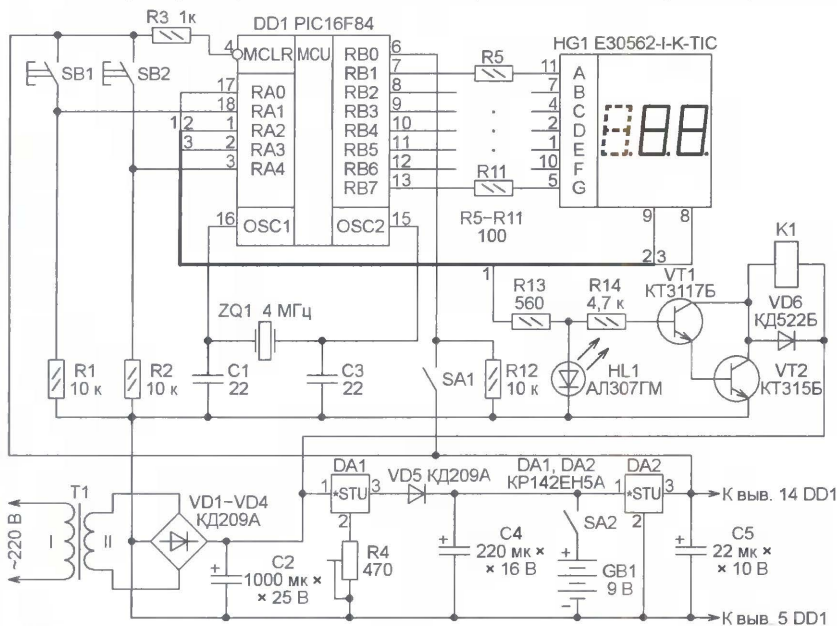 R3 1к
DD1 PIC16F84
HG1 E30562-I-K-TIC
SB1
SB2
4 MCLR MCU RB0 6
RB1 7 R5 11 A
17 RA0 RB2 8 7 B
18 RA1 RB3 9 4 C
1 2 1 RA2 RB4 10 2 D
3 2 RA3 RB5 11 1 E
3 RA4 RB6 12 10 F
RB7 13 R11 5 G
16 OSC1 OSC2 15
R5–R11
100
9 8
2 3
1
K1
VT1
КТ3117Б
R13
560
R14
4,7 к
VD6
КД522Б
ZQ1 4 МГц
R1
10 к
R2
10 к
C1
22
C3
22
SA1
R12
10 к
HL1
АЛ307ГМ
VT2
КТ315Б
T1
~220 В
I
II
VD1–VD4
КД209А
DA1
1 *STU 3
2
VD5 КД209А
DA1, DA2
КР142ЕН5А
DA2
1 *STU 3
2
К выв. 14 DD1
SA2
+ C2
1000 мк ×
× 25 В
R4
470
+ C4
220 мк ×
× 16 В
+
GB1
9 В
–
+ C5
22 мк ×
× 10 В
К выв. 5 DD1